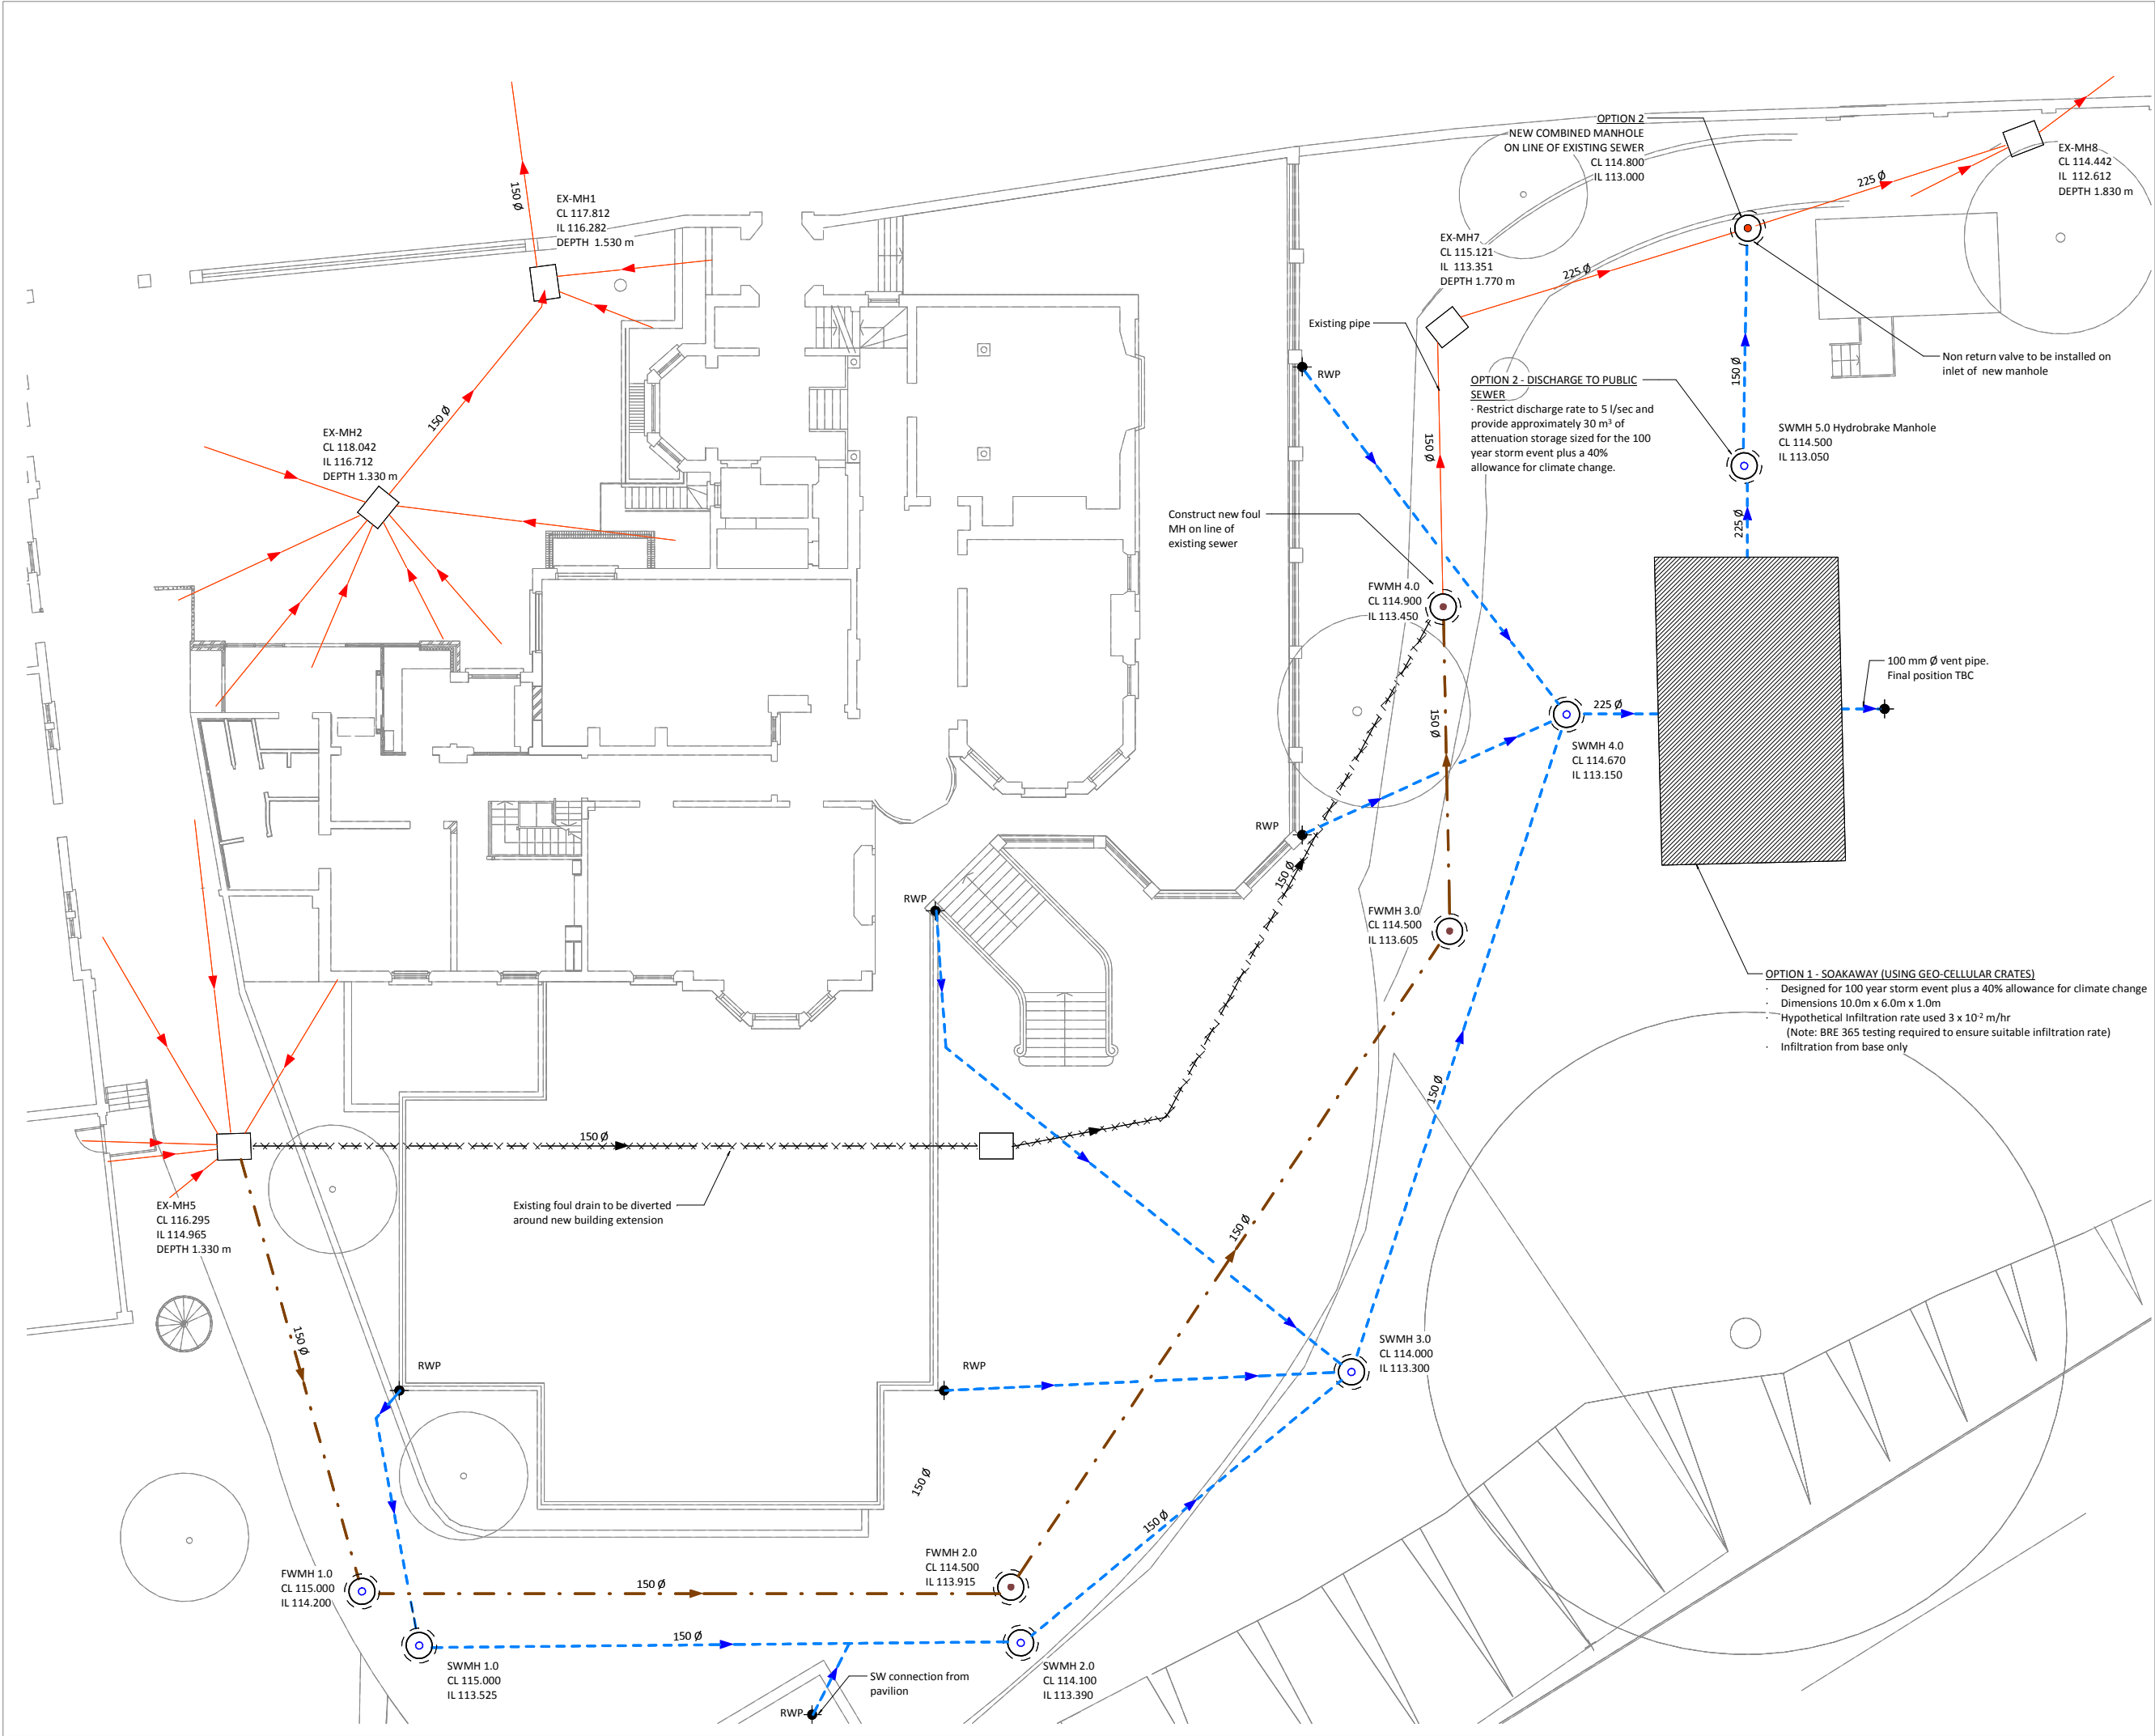 OPTION 2
NEW COMBINED MANHOLE
ON LINE OF EXISTING SEWER
CL 114.800
IL 113.000
EX-MH8
CL 114.442
IL 112.612
DEPTH 1.830 m
225 Ø
150 Ø
EX-MH1
CL 117.812
IL 116.282
DEPTH 1.530 m
EX-MH7
CL 115.121
IL 113.351
DEPTH 1.770 m
225 Ø
Existing pipe
Non return valve to be installed on
inlet of new manhole
RWP
150 Ø
OPTION 2 - DISCHARGE TO PUBLIC
SEWER
· Restrict discharge rate to 5 l/sec and
provide approximately 30 m³ of
attenuation storage sized for the 100
year storm event plus a 40%
allowance for climate change.
150 Ø
EX-MH2
CL 118.042
IL 116.712
DEPTH 1.330 m
150 Ø
SWMH 5.0 Hydrobrake Manhole
CL 114.500
IL 113.050
Construct new foul
MH on line of
existing sewer
225 Ø
FWMH 4.0
CL 114.900
IL 113.450
100 mm Ø vent pipe.
Final position TBC
225 Ø
150 Ø
SWMH 4.0
CL 114.670
IL 113.150
RWP
150 Ø
RWP
FWMH 3.0
CL 114.500
IL 113.605
OPTION 1 - SOAKAWAY (USING GEO-CELLULAR CRATES)
· Designed for 100 year storm event plus a 40% allowance for climate change
· Dimensions 10.0m x 6.0m x 1.0m
· Hypothetical Infiltration rate used 3 x 10⁻² m/hr
(Note: BRE 365 testing required to ensure suitable infiltration rate)
· Infiltration from base only
150 Ø
150 Ø
EX-MH5
CL 116.295
IL 114.965
DEPTH 1.330 m
Existing foul drain to be diverted
around new building extension
150 Ø
150 Ø
SWMH 3.0
CL 114.000
IL 113.300
RWP
RWP
150 Ø
150 Ø
FWMH 1.0
CL 115.000
IL 114.200
150 Ø
FWMH 2.0
CL 114.500
IL 113.915
150 Ø
SWMH 1.0
CL 115.000
IL 113.525
SW connection from
pavilion
RWP
SWMH 2.0
CL 114.100
IL 113.390